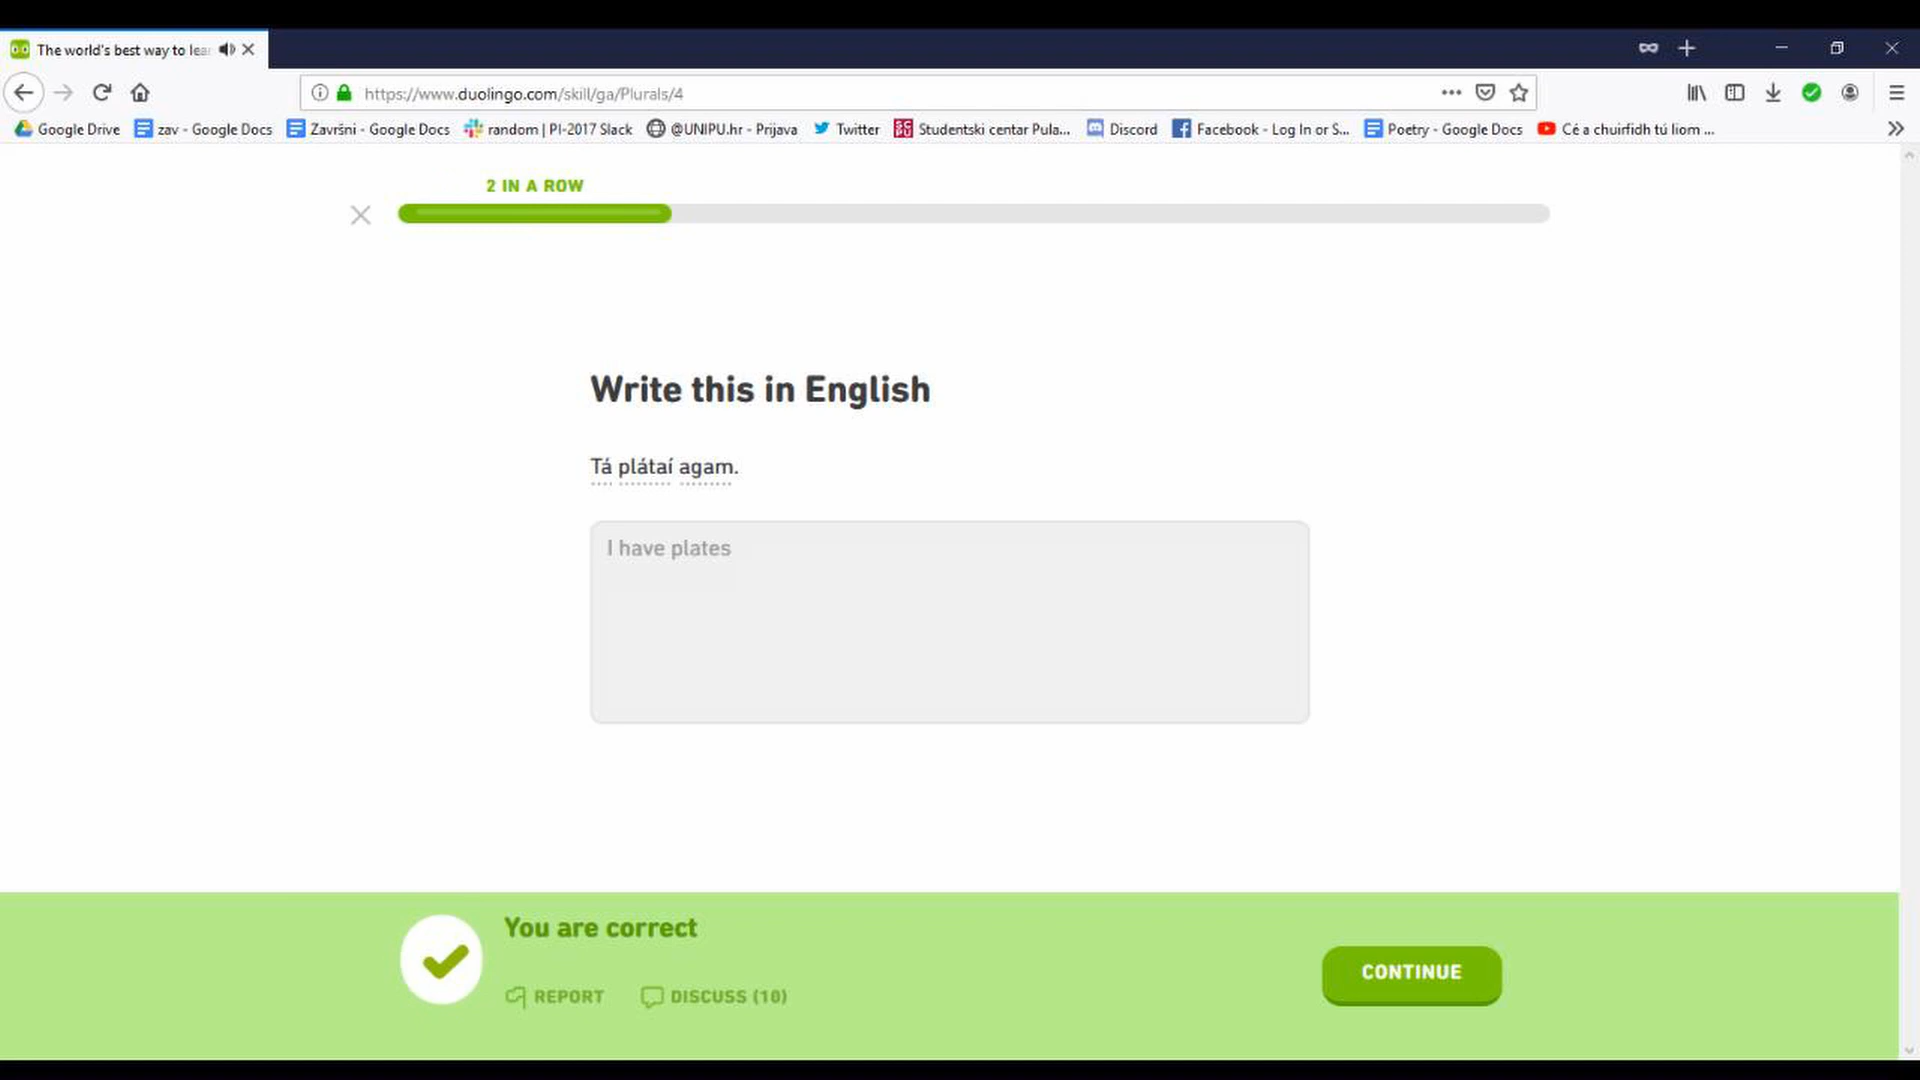 The world's best way to lea
https://www.duolingo.com/skill/ga/Plurals/4
Google Drive zav - Google Docs Završni - Google Docs random | PI-2017 Slack @UNIPU.hr - Prijava Twitter Studentski centar Pula... Discord Facebook - Log In or S... Poetry - Google Docs Cé a chuirfidh tú liom ...
2 IN A ROW
Write this in English
Tá plátaí agam.
I have plates
You are correct
REPORT DISCUSS (10)
CONTINUE